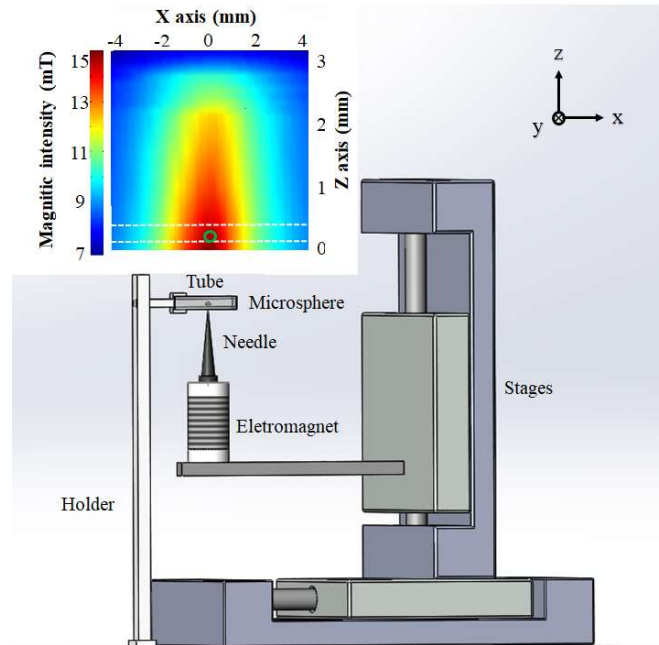 X axis (mm)
-4 -2 0 2 4
Magnitic intensity (mT)
15
13
11
9
7
3
2
1
0
Z axis (mm)
z
y
x
Tube
Microsphere
Needle
Stages
Eletromagnet
Holder